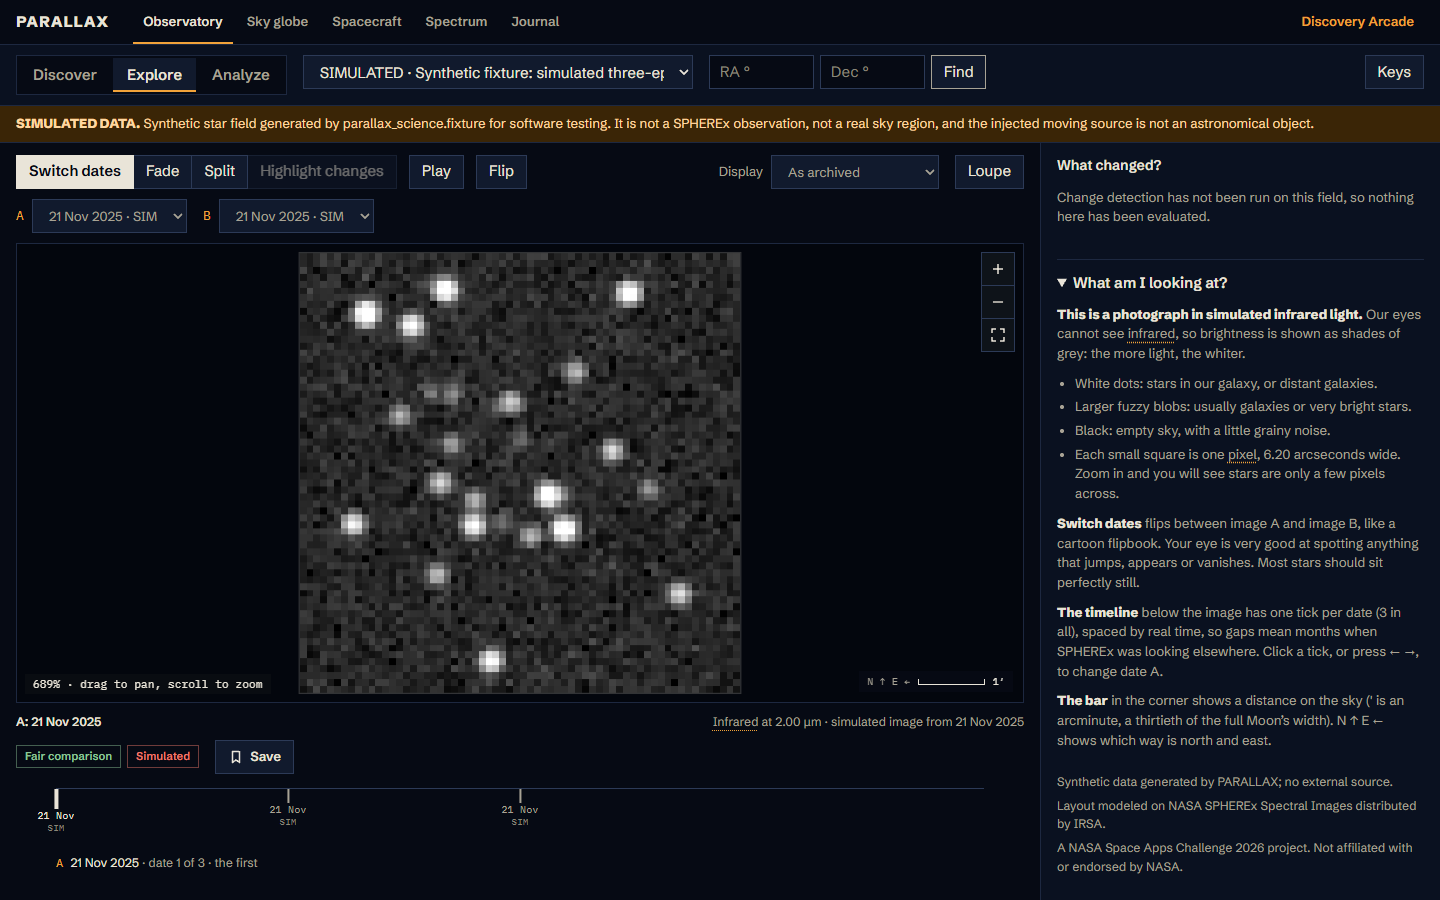 PARALLAX Observatory Sky globe Spacecraft Spectrum Journal Discovery Arcade
Discover Explore Analyze SIMULATED · Synthetic fixture: simulated three-ep RA ° Dec ° Find Keys
SIMULATED DATA. Synthetic star field generated by parallax_science.fixture for software testing. It is not a SPHEREx observation, not a real sky region, and the injected moving source is not an astronomical object.
Switch dates Fade Split Highlight changes Play Flip Display As archived Loupe
A 21 Nov 2025 · SIM B 21 Nov 2025 · SIM
+
−
689% · drag to pan, scroll to zoom
N ↑ E ← 1′
A: 21 Nov 2025 Infrared at 2.00 µm · simulated image from 21 Nov 2025
Fair comparison Simulated Save
21 Nov 21 Nov 21 Nov
SIM SIM SIM
A 21 Nov 2025 · date 1 of 3 · the first
What changed?
Change detection has not been run on this field, so nothing
here has been evaluated.
▼ What am I looking at?
This is a photograph in simulated infrared light. Our eyes
cannot see infrared, so brightness is shown as shades of
grey: the more light, the whiter.
• White dots: stars in our galaxy, or distant galaxies.
• Larger fuzzy blobs: usually galaxies or very bright stars.
• Black: empty sky, with a little grainy noise.
• Each small square is one pixel, 6.20 arcseconds wide.
Zoom in and you will see stars are only a few pixels
across.
Switch dates flips between image A and image B, like a
cartoon flipbook. Your eye is very good at spotting anything
that jumps, appears or vanishes. Most stars should sit
perfectly still.
The timeline below the image has one tick per date (3 in
all), spaced by real time, so gaps mean months when
SPHEREx was looking elsewhere. Click a tick, or press ← →,
to change date A.
The bar in the corner shows a distance on the sky (′ is an
arcminute, a thirtieth of the full Moon's width). N ↑ E ←
shows which way is north and east.
Synthetic data generated by PARALLAX; no external source.
Layout modeled on NASA SPHEREx Spectral Images distributed
by IRSA.
A NASA Space Apps Challenge 2026 project. Not affiliated with
or endorsed by NASA.